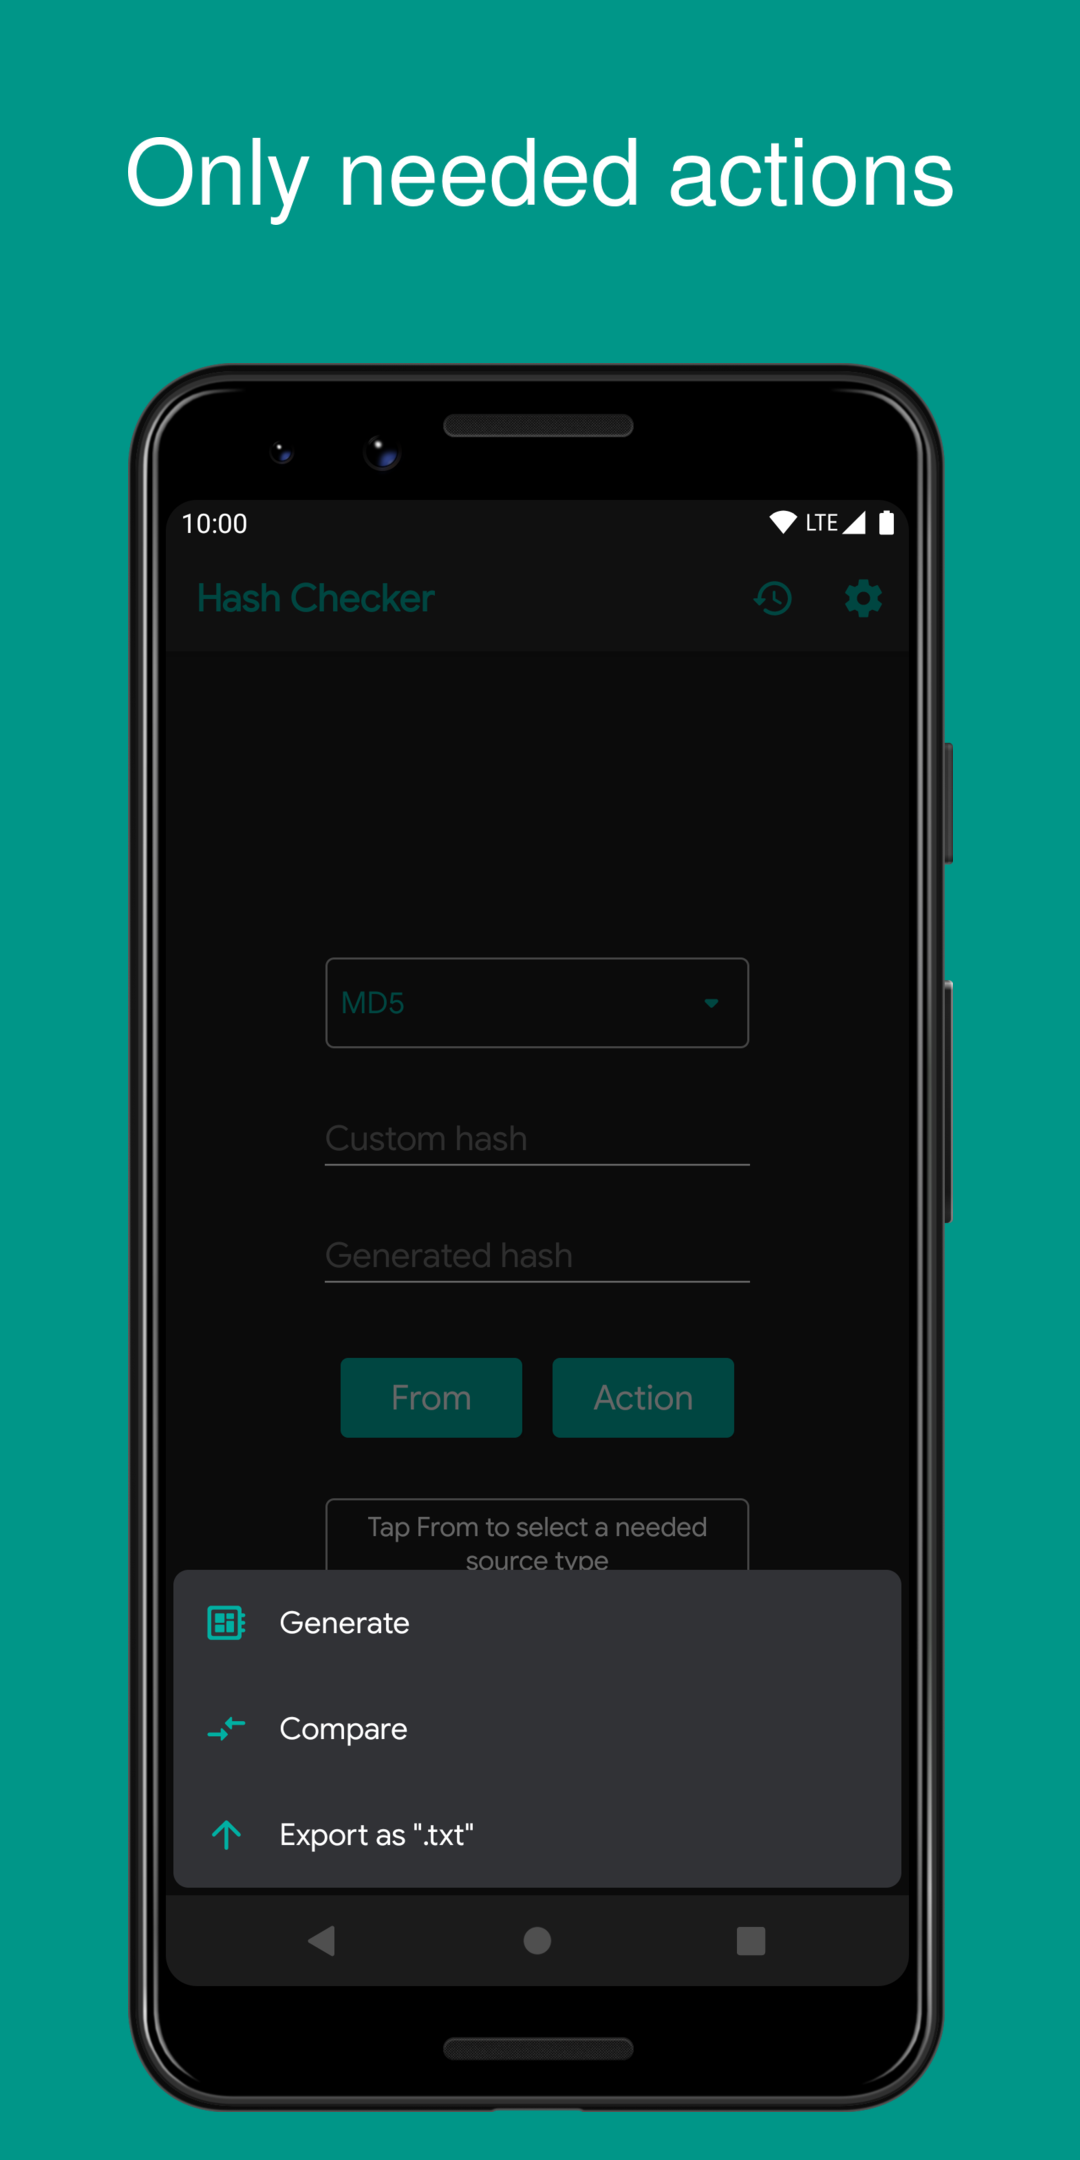 Only needed actions
10:00 LTE
Hash Checker
MD5
Custom hash
Generated hash
From Action
Tap From to select a needed
source type
Generate
Compare
Export as ".txt"